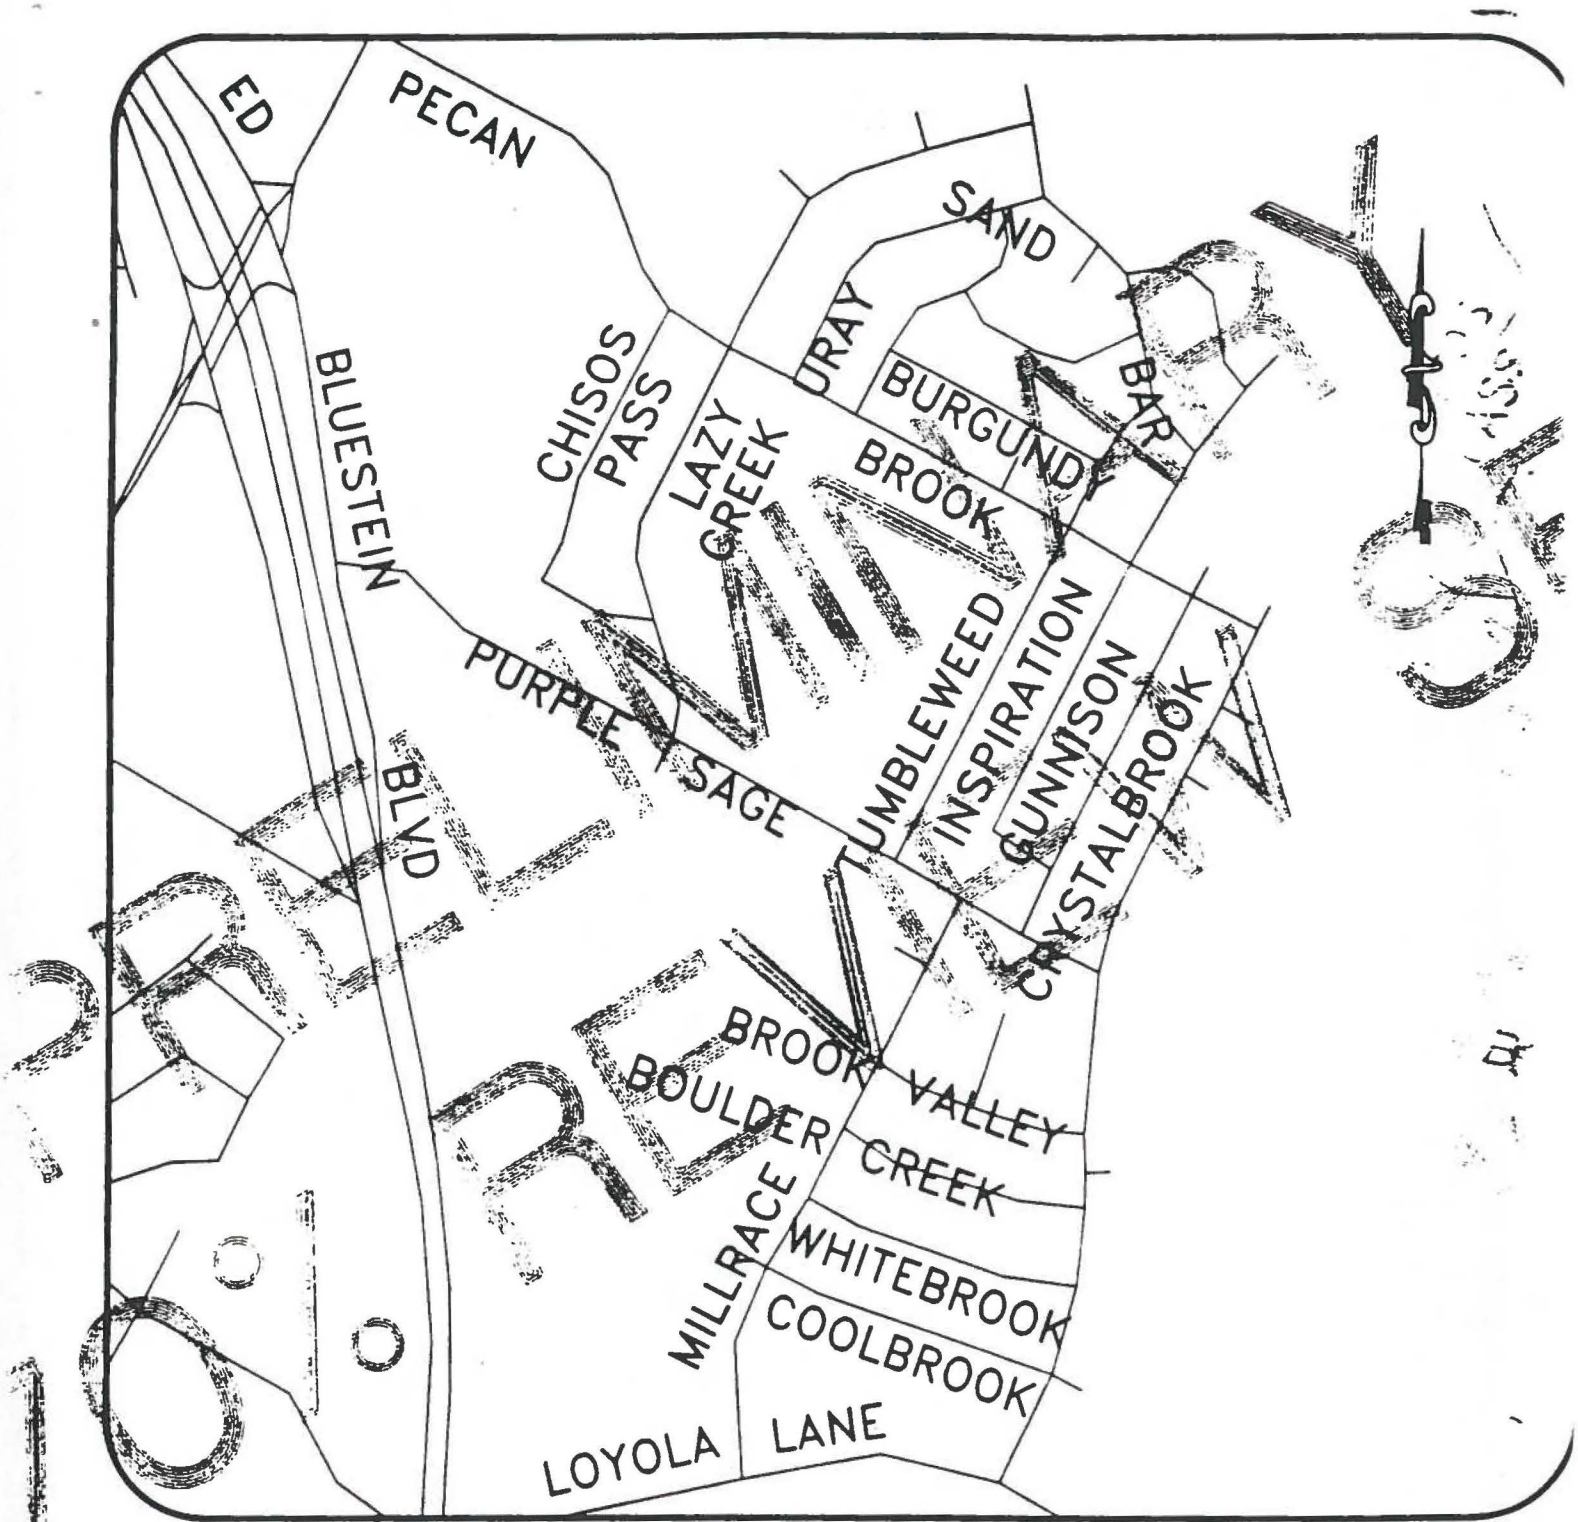 ED
PECAN
SAND
BAR
URAY
BURGUNDY
BROOK
CHISOS
PASS
LAZY
CREEK
BLUESTEIN
BLVD
PURPLE
SAGE
TUMBLEWEED
INSPIRATION
GUNNISON
CRYSTALBROOK
BROOK
VALLEY
BOULDER
CREEK
MILLRACE
WHITEBROOK
COOLBROOK
LOYOLA LANE
PRELIMINARY